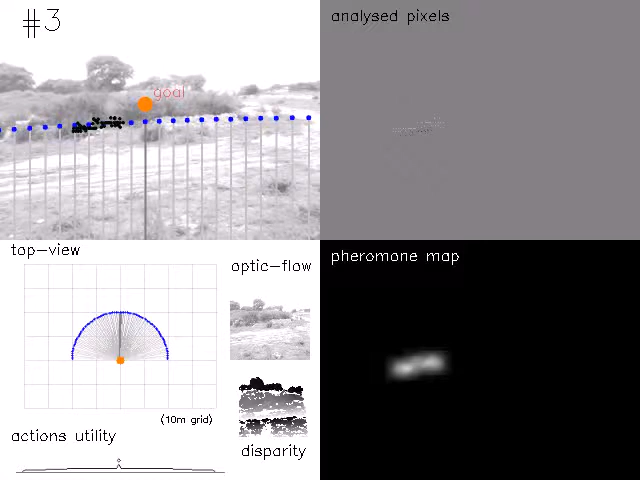 #3
goal
analysed pixels
top-view
optic-flow
pheromone map
(10m grid)
actions utility
disparity